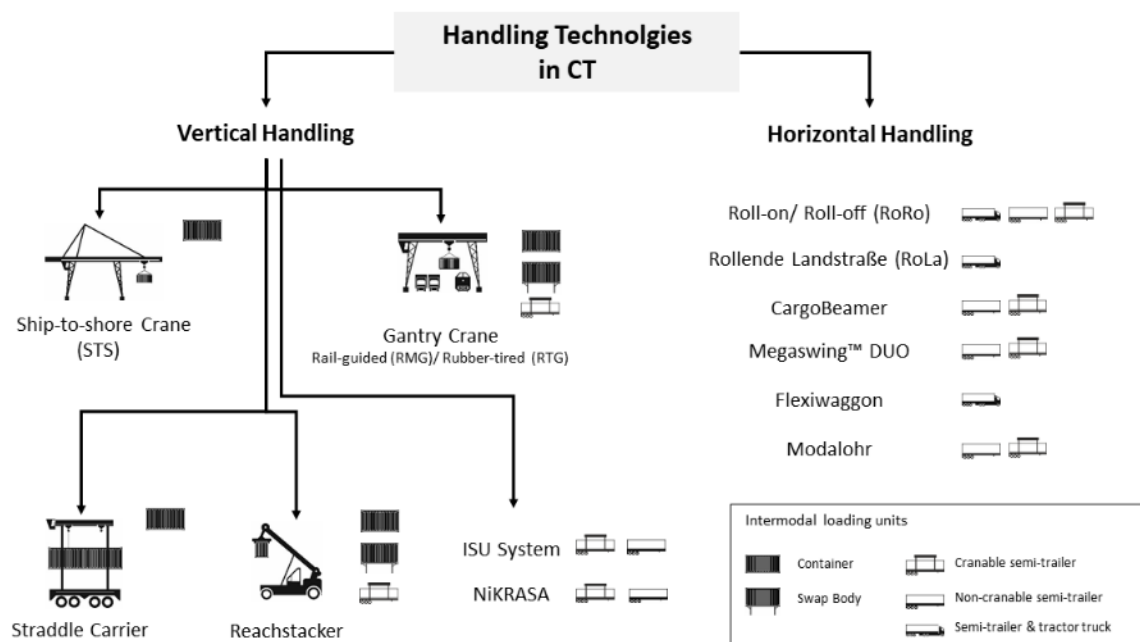 Handling Technolgies
in CT
Vertical Handling
Ship-to-shore Crane
(STS)
Gantry Crane
Rail-guided (RMG)/ Rubber-tired (RTG)
Straddle Carrier
Reachstacker
ISU System
NiKRASA
Horizontal Handling
Roll-on/ Roll-off (RoRo)
Rollende Landstraße (RoLa)
CargoBeamer
Megaswing™ DUO
Flexiwaggon
Modalohr
Intermodal loading units
Container
Swap Body
Cranable semi-trailer
Non-cranable semi-trailer
Semi-trailer & tractor truck